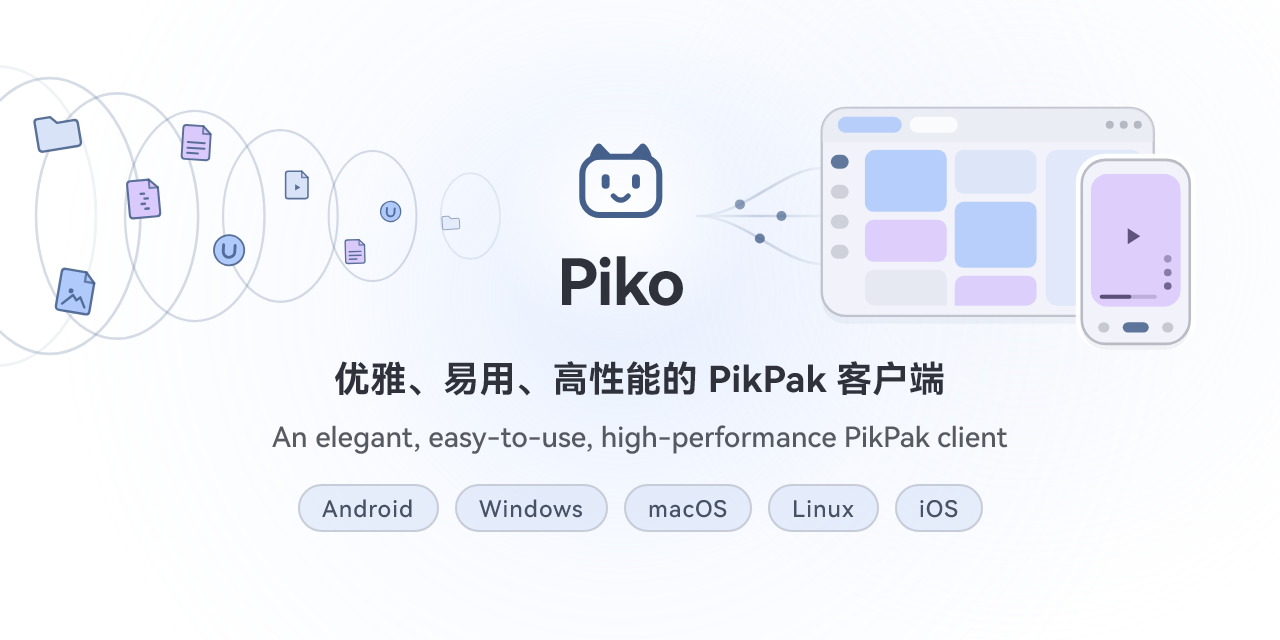 Piko
优雅、易用、高性能的 PikPak 客户端
An elegant, easy-to-use, high-performance PikPak client
Android Windows macOS Linux iOS